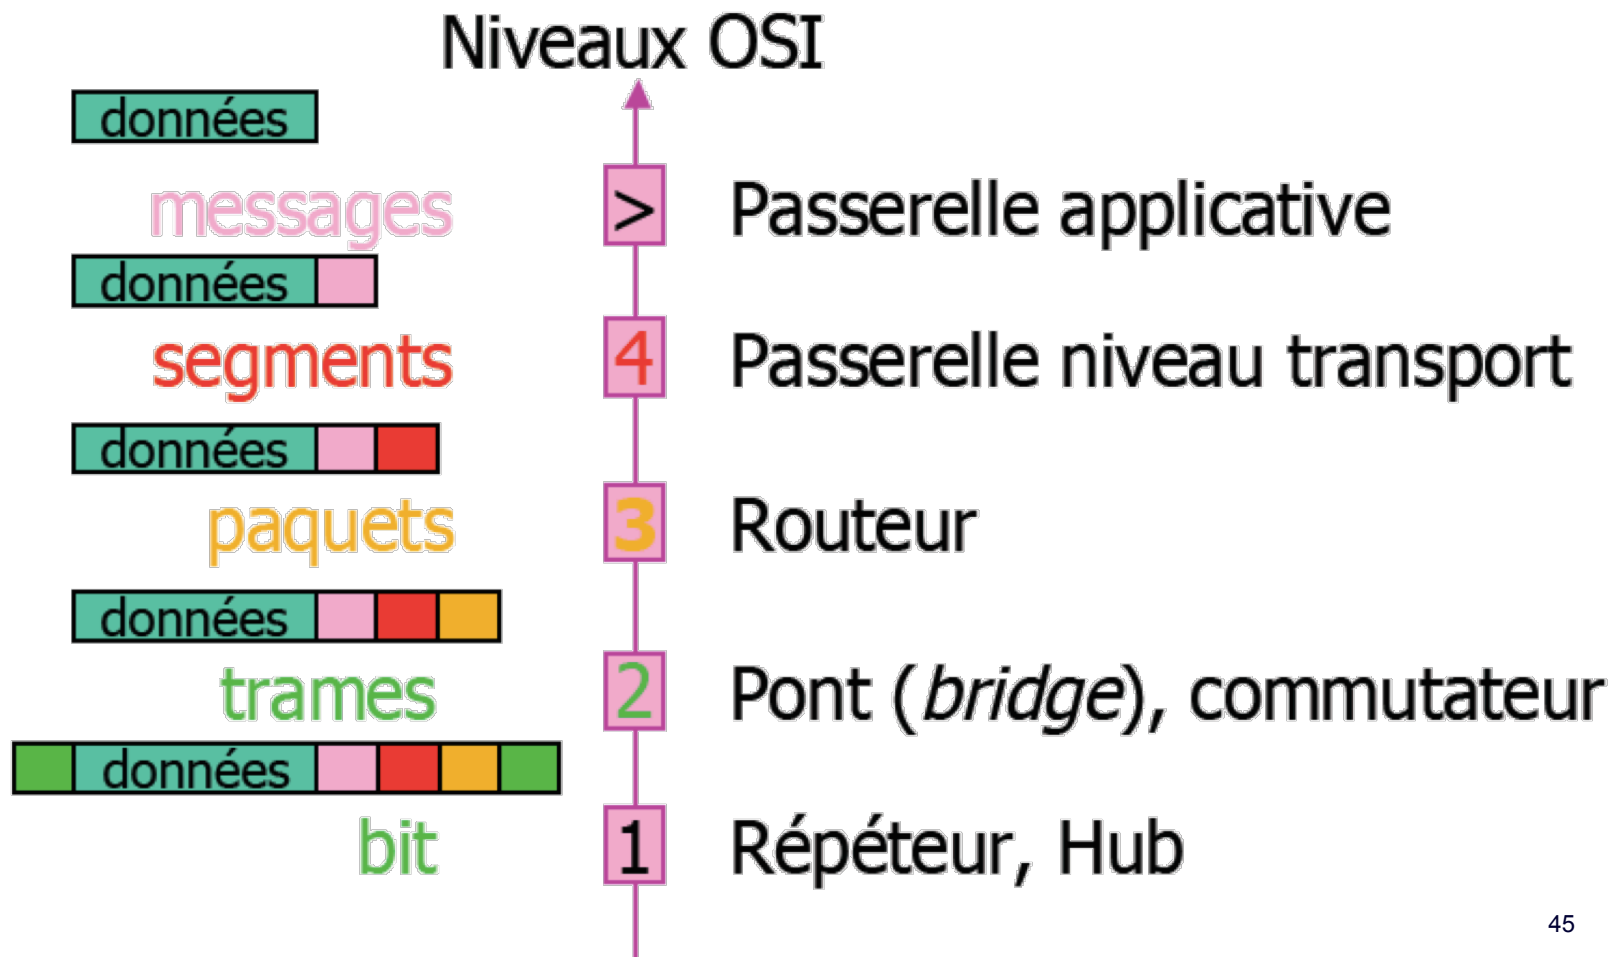 Niveaux OSI
données
messages > Passerelle applicative
données
segments 4 Passerelle niveau transport
données
paquets 3 Routeur
données
trames 2 Pont (bridge), commutateur
données
bit 1 Répéteur, Hub
45